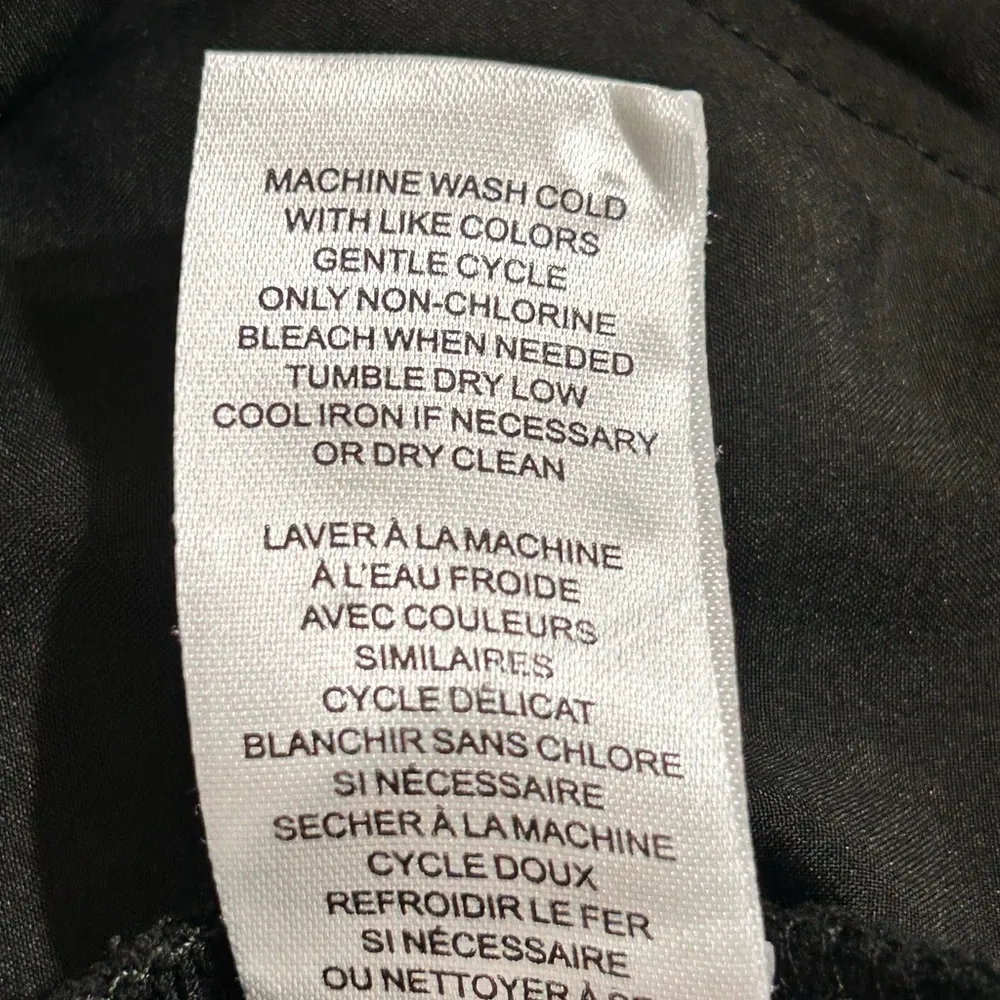 MACHINE WASH COLD
WITH LIKE COLORS
GENTLE CYCLE
ONLY NON-CHLORINE
BLEACH WHEN NEEDED
TUMBLE DRY LOW
COOL IRON IF NECESSARY
OR DRY CLEAN
LAVER À LA MACHINE
À L'EAU FROIDE
AVEC COULEURS
SIMILAIRES
CYCLE DÉLICAT
BLANCHIR SANS CHLORE
SI NÉCESSAIRE
SECHER À LA MACHINE
CYCLE DOUX
REFROIDIR LE FER
SI NÉCESSAIRE
OU NETTOYER À